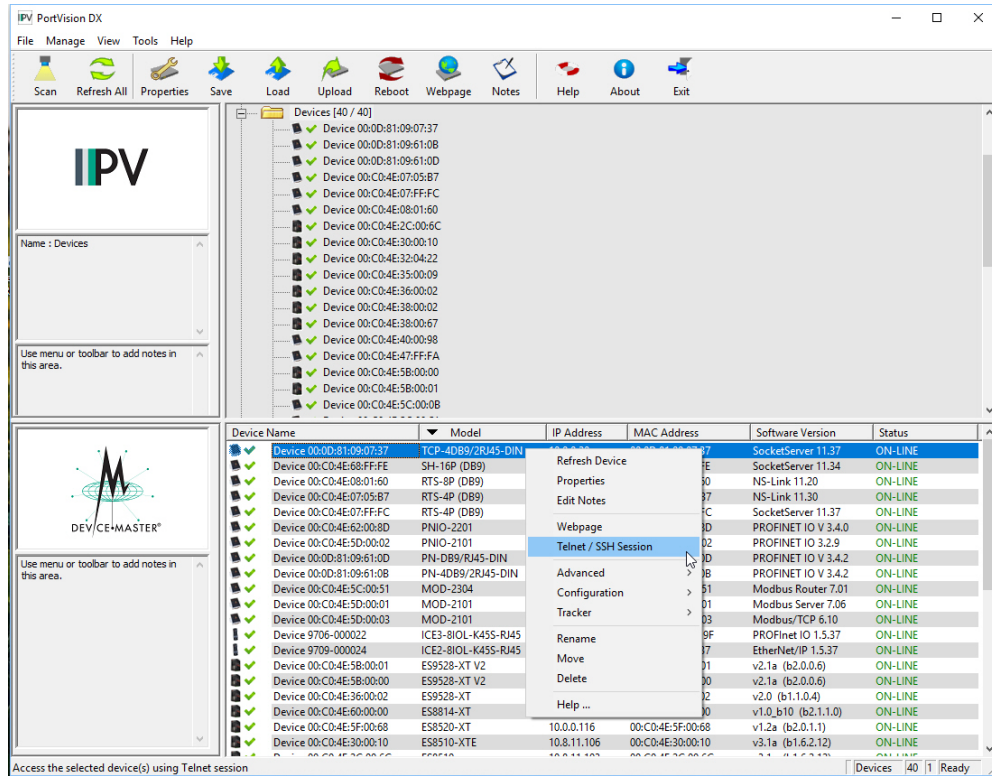 PortVision DX
File Manage View Tools Help
Scan Refresh All Properties Save Load Upload Reboot Webpage Notes Help About Exit
IPV
Name : Devices
Use menu or toolbar to add notes in
this area.
Devices [40 / 40]
Device 00:0D:81:09:07:37
Device 00:0D:81:09:61:0B
Device 00:0D:81:09:61:0D
Device 00:C0:4E:07:05:B7
Device 00:C0:4E:07:FF:FC
Device 00:C0:4E:08:01:60
Device 00:C0:4E:2C:00:6C
Device 00:C0:4E:30:00:10
Device 00:C0:4E:32:04:22
Device 00:C0:4E:35:00:09
Device 00:C0:4E:36:00:02
Device 00:C0:4E:38:00:02
Device 00:C0:4E:38:00:67
Device 00:C0:4E:40:00:98
Device 00:C0:4E:47:FF:FA
Device 00:C0:4E:5B:00:00
Device 00:C0:4E:5B:00:01
Device 00:C0:4E:5C:00:0B
DEVICE•MASTER®
Use menu or toolbar to add notes in
this area.
Device Name Model IP Address MAC Address Software Version Status
Device 00:0D:81:09:07:37 TCP-4DB9/2RJ45-DIN SocketServer 11.37 ON-LINE
Device 00:C0:4E:68:FF:FE SH-16P (DB9) FE SocketServer 11.34 ON-LINE
Device 00:C0:4E:08:01:60 RTS-8P (DB9) 60 NS-Link 11.20 ON-LINE
Device 00:C0:4E:07:05:B7 RTS-4P (DB9) 37 NS-Link 11.30 ON-LINE
Device 00:C0:4E:07:FF:FC RTS-4P (DB9) FC SocketServer 11.37 ON-LINE
Device 00:C0:4E:62:00:8D PNIO-2201 3D PROFINET IO V 3.4.0 ON-LINE
Device 00:C0:4E:5D:00:02 PNIO-2101 02 PROFINET IO 3.2.9 ON-LINE
Device 00:0D:81:09:61:0D PN-DB9/RJ45-DIN 0D PROFINET IO V 3.4.2 ON-LINE
Device 00:0D:81:09:61:0B PN-4DB9/2RJ45-DIN 0B PROFINET IO V 3.4.2 ON-LINE
Device 00:C0:4E:5C:00:51 MOD-2304 51 Modbus Router 7.01 ON-LINE
Device 00:C0:4E:5D:00:01 MOD-2101 01 Modbus Server 7.06 ON-LINE
Device 00:C0:4E:5D:00:03 MOD-2101 03 Modbus/TCP 6.10 ON-LINE
Device 9706-000022 ICE3-8IOL-K45S-RJ45 9F PROFInet IO 1.5.37 ON-LINE
Device 9709-000024 ICE2-8IOL-K45S-RJ45 37 EtherNet/IP 1.5.37 ON-LINE
Device 00:C0:4E:5B:00:01 ES9528-XT V2 01 v2.1a (b2.0.0.6) ON-LINE
Device 00:C0:4E:5B:00:00 ES9528-XT V2 00 v2.1a (b2.0.0.6) ON-LINE
Device 00:C0:4E:36:00:02 ES9528-XT 02 v2.0 (b1.1.0.4) ON-LINE
Device 00:C0:4E:60:00:00 ES8814-XT 00 v1.0_b10 (b2.1.1.0) ON-LINE
Device 00:C0:4E:5F:00:68 ES8520-XT 10.0.0.116 00:C0:4E:5F:00:68 v1.2a (b2.0.1.1) ON-LINE
Device 00:C0:4E:30:00:10 ES8510-XTE 10.8.11.106 00:C0:4E:30:00:10 v3.1a (b1.6.2.12) ON-LINE
Refresh Device
Properties
Edit Notes
Webpage
Telnet / SSH Session
Advanced
Configuration
Tracker
Rename
Move
Delete
Help ...
Access the selected device(s) using Telnet session Devices 40 1 Ready